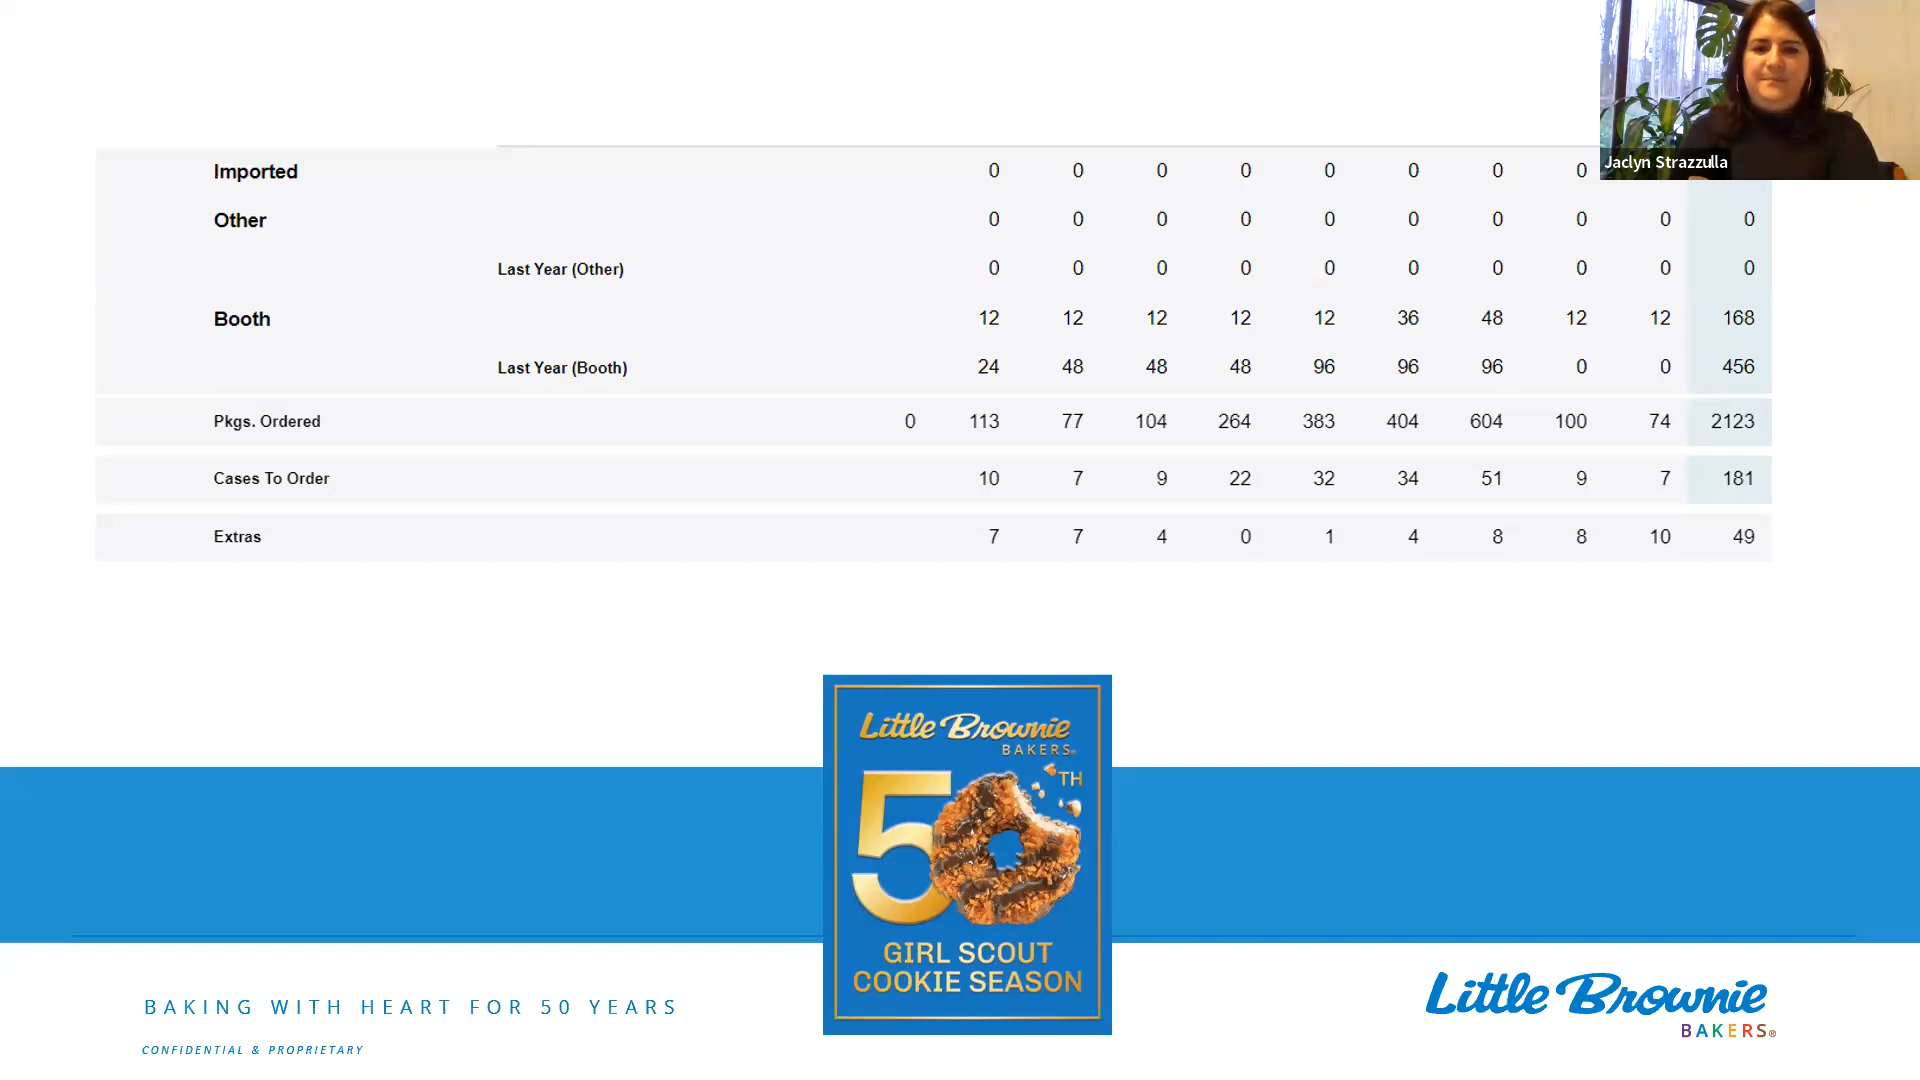 Jaclyn Strazzulla
Imported 0 0 0 0 0 0 0 0
Other 0 0 0 0 0 0 0 0 0 0
Last Year (Other) 0 0 0 0 0 0 0 0 0 0
Booth 12 12 12 12 12 36 48 12 12 168
Last Year (Booth) 24 48 48 48 96 96 96 0 0 456
Pkgs. Ordered 0 113 77 104 264 383 404 604 100 74 2123
Cases To Order 10 7 9 22 32 34 51 9 7 181
Extras 7 7 4 0 1 4 8 8 10 49
Little Brownie
BAKERS®
50TH
GIRL SCOUT
COOKIE SEASON
BAKING WITH HEART FOR 50 YEARS
CONFIDENTIAL & PROPRIETARY
Little Brownie
BAKERS®